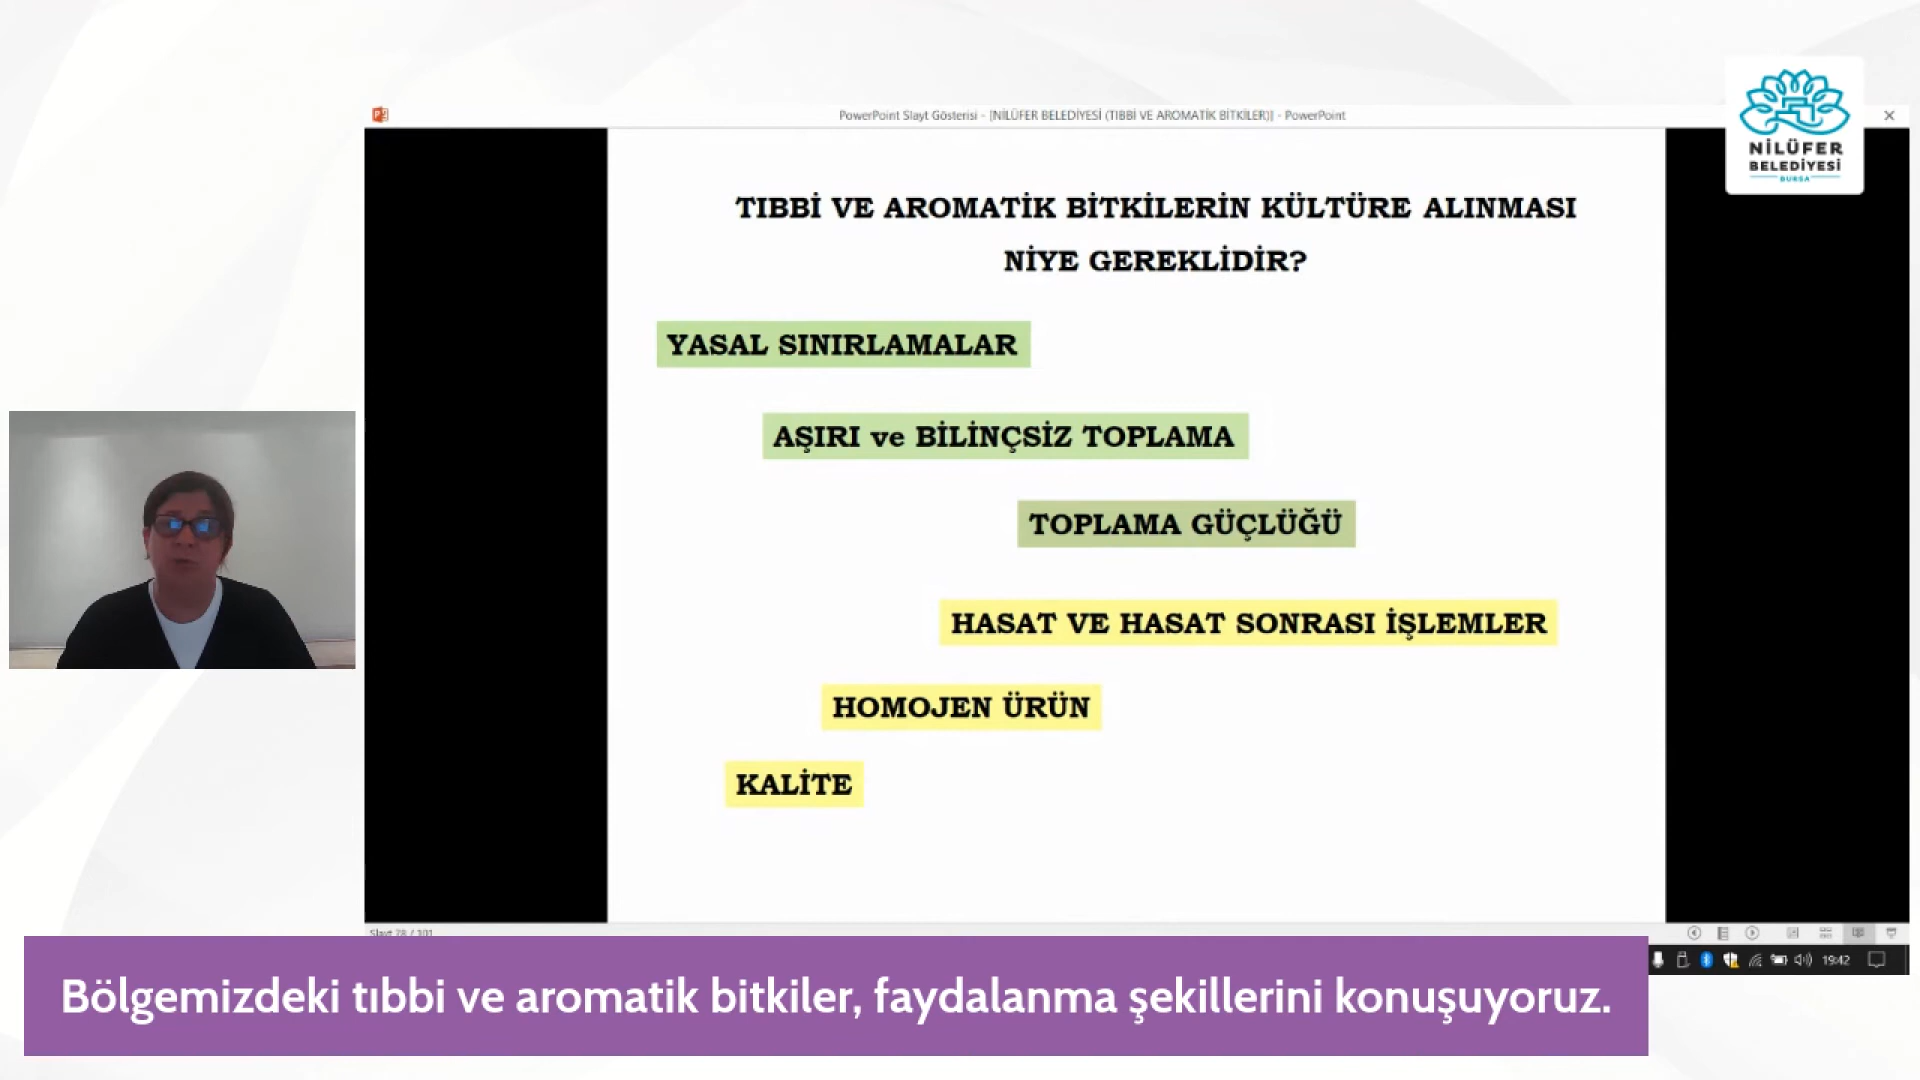 PowerPoint Slayt Gösterisi - [NİLÜFER BELEDİYESİ (TIBBİ VE AROMATİK BİTKİLER)] - PowerPoint
NİLÜFER
BELEDİYESİ
BURSA
TIBBİ VE AROMATİK BİTKİLERİN KÜLTÜRE ALINMASI
NİYE GEREKLİDİR?
YASAL SINIRLAMALAR
AŞIRI ve BİLİNÇSİZ TOPLAMA
TOPLAMA GÜÇLÜĞÜ
HASAT VE HASAT SONRASI İŞLEMLER
HOMOJEN ÜRÜN
KALİTE
Slayt 78 / 101
19:42
Bölgemizdeki tıbbi ve aromatik bitkiler, faydalanma şekillerini konuşuyoruz.